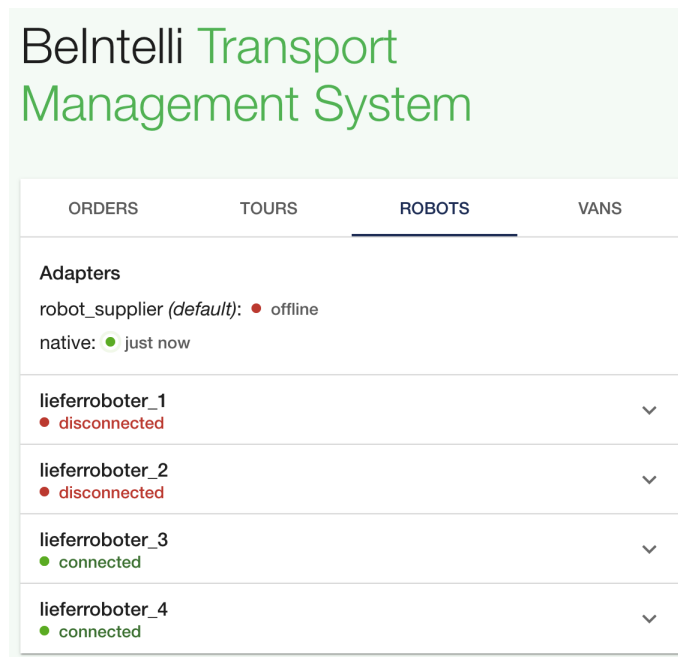 BeIntelli Transport
Management System
ORDERS TOURS ROBOTS VANS
Adapters
robot_supplier (default): offline
native: just now
lieferroboter_1
disconnected
lieferroboter_2
disconnected
lieferroboter_3
connected
lieferroboter_4
connected